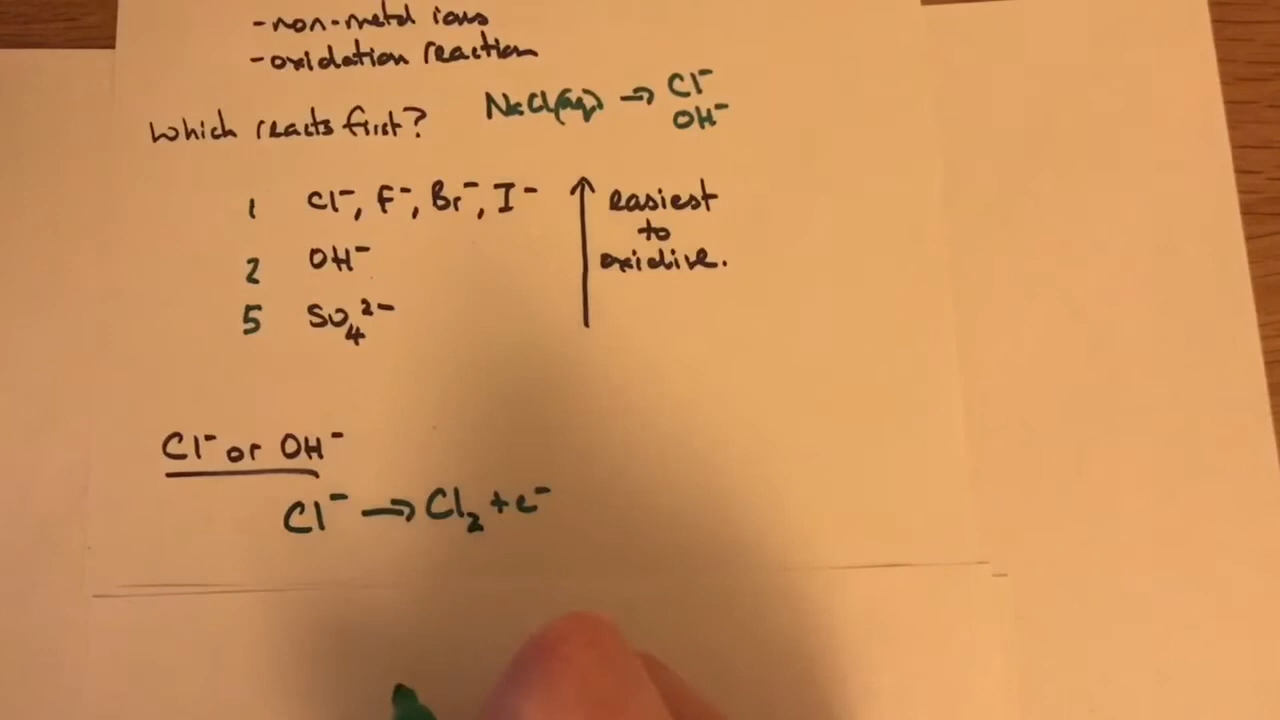 -non-metal ions
-oxidation reaction
Which reacts first? NaCl(aq) → Cl⁻
OH⁻
1 Cl⁻, F⁻, Br⁻, I⁻ easiest
to
2 OH⁻ oxidise.
5 SO₄²⁻
Cl⁻ or OH⁻
Cl⁻ → Cl₂ + e⁻